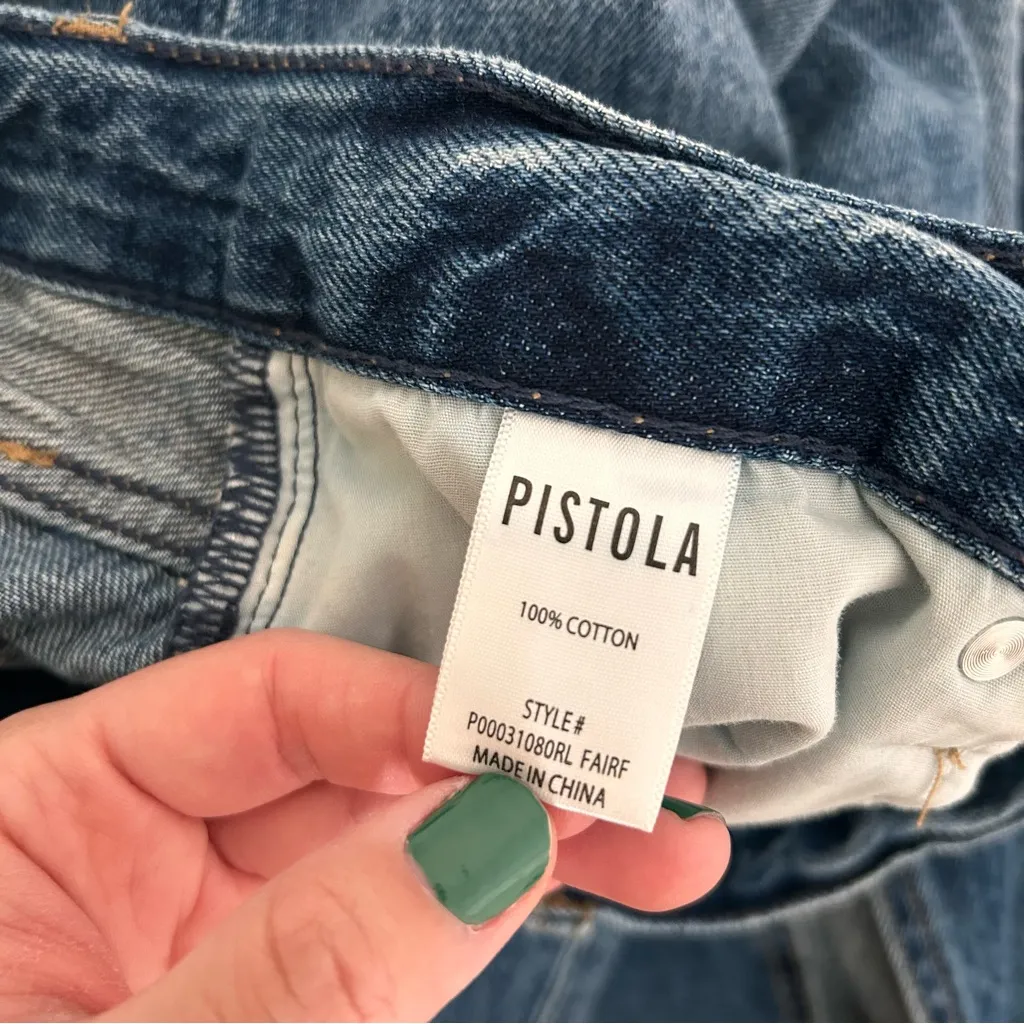 PISTOLA
100% COTTON
STYLE#
P00031080RL FAIRF
MADE IN CHINA